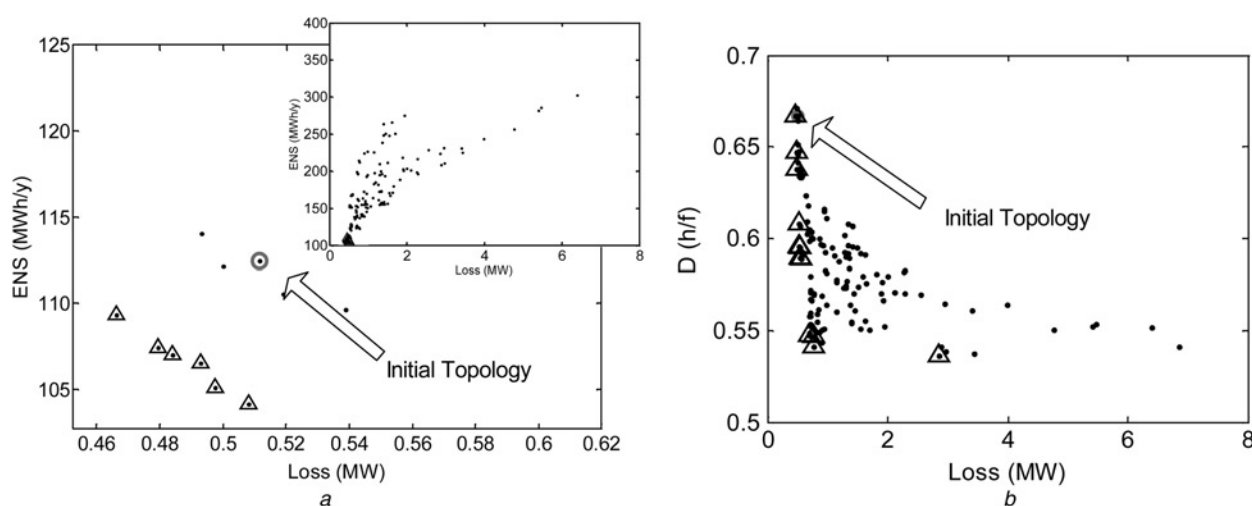 400
350
300
250
200
150
100
ENS (MWh/y)
0 2 4 6 8
Loss (MW)
125
120
115
110
105
ENS (MWh/y)
Initial Topology
0.46 0.48 0.5 0.52 0.54 0.56 0.58 0.6 0.62
Loss (MW)
a
0.7
0.65
0.6
0.55
0.5
D (h/f)
Initial Topology
0 2 4 6 8
Loss (MW)
b